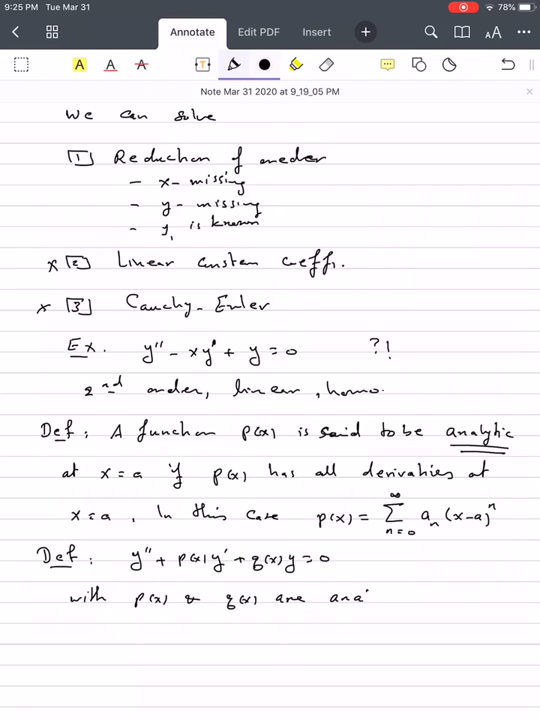 9:25 PM Tue Mar 31
78%
Annotate Edit PDF Insert
Note Mar 31 2020 at 9_19_05 PM
We can solve
[1] Reduction of order
- x- missing
- y- missing
- y₁ is known
x [2] Linear constan coeff.
x [3] Cauchy-Euler
Ex. y'' - xy' + y = 0 ?!
2nd order, linear, homo.
Def: A function p(x) is said to be analytic
at x = a if p(x) has all derivatives at
x = a, In this case p(x) = ∑_{n=0}^{∞} a_n (x-a)^n
Def: y'' + p(x)y' + q(x)y = 0
with p(x) & q(x) are ana